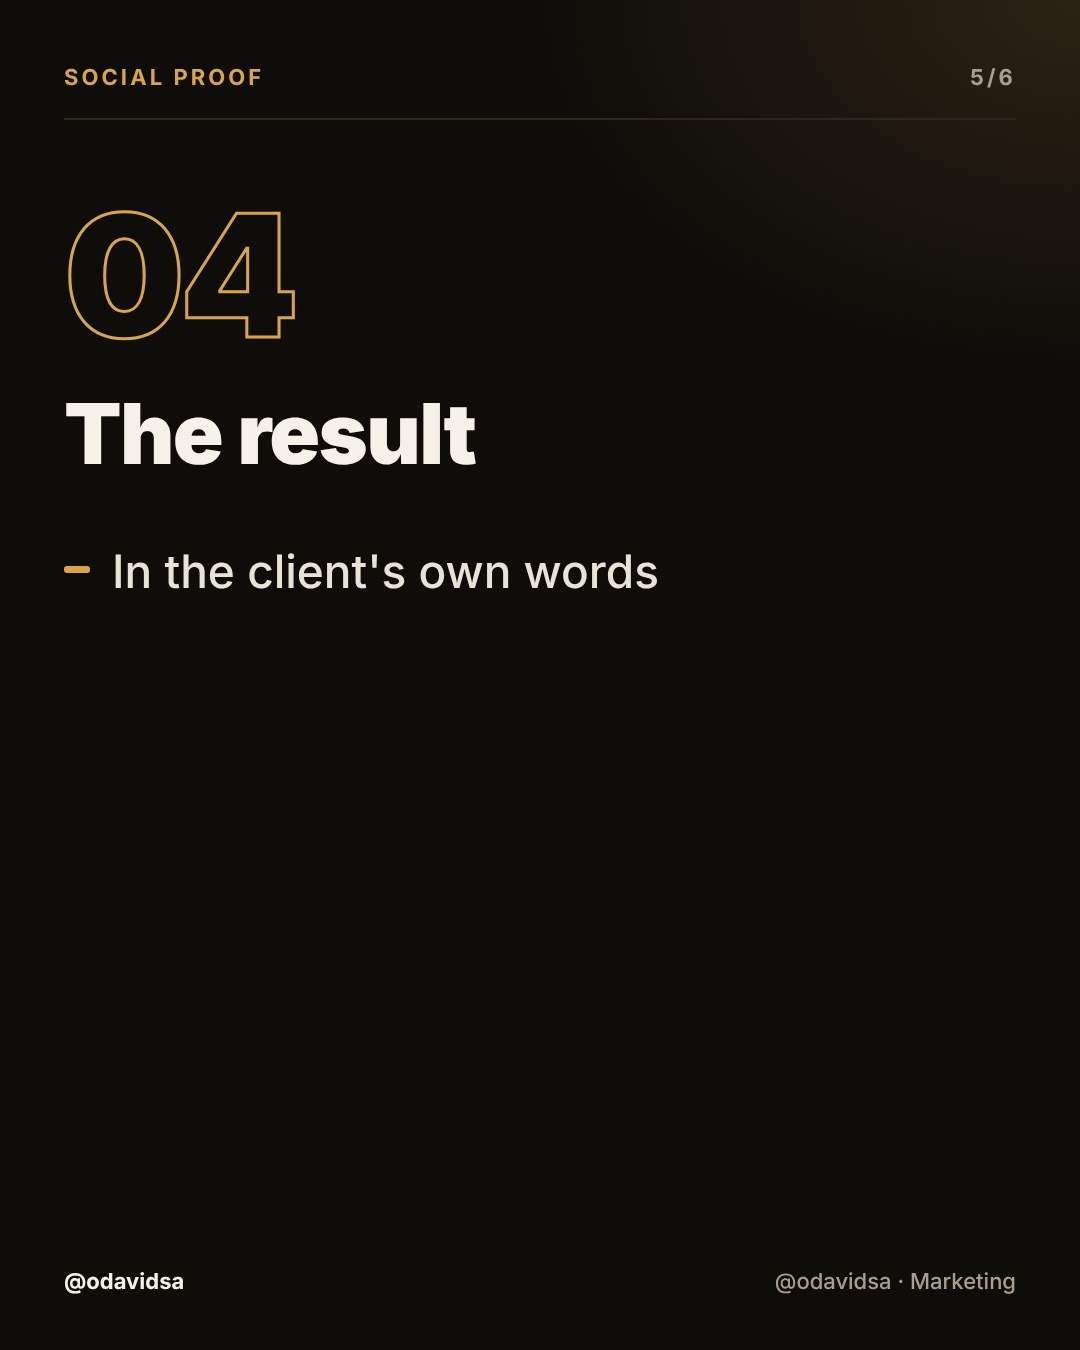 SOCIAL PROOF
5/6
04
The result
In the client's own words
@odavidsa
@odavidsa · Marketing